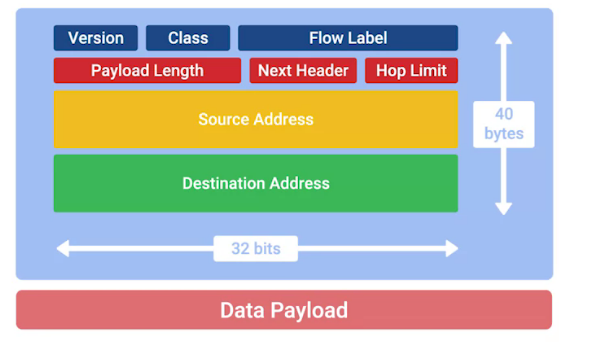 Version Class Flow Label
Payload Length Next Header Hop Limit
Source Address
40
bytes
Destination Address
32 bits
Data Payload